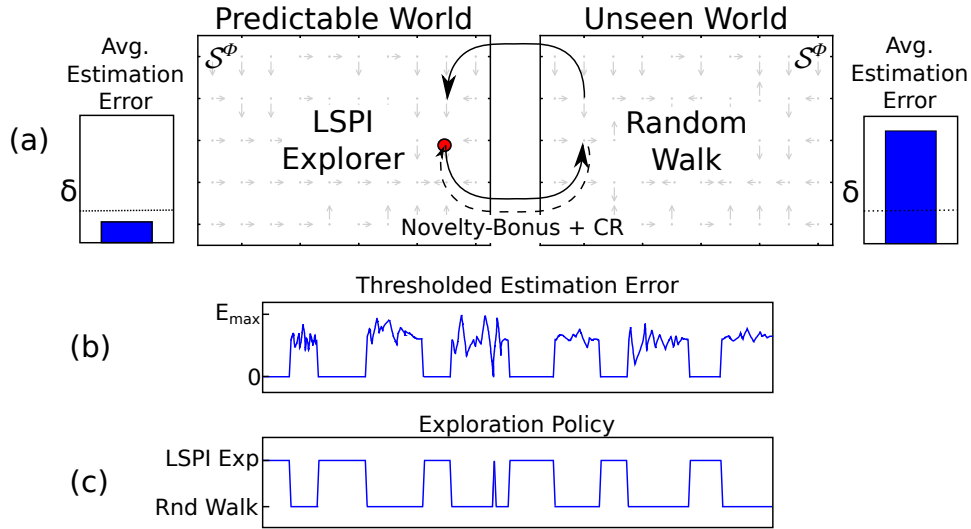 Predictable World
Unseen World
Avg.
Estimation
Error
Avg.
Estimation
Error
𝒮^Φ
𝒮^Φ
(a)
LSPI
Explorer
Random
Walk
δ
δ
Novelty-Bonus + CR
Thresholded Estimation Error
(b)
E_max
0
Exploration Policy
(c)
LSPI Exp
Rnd Walk